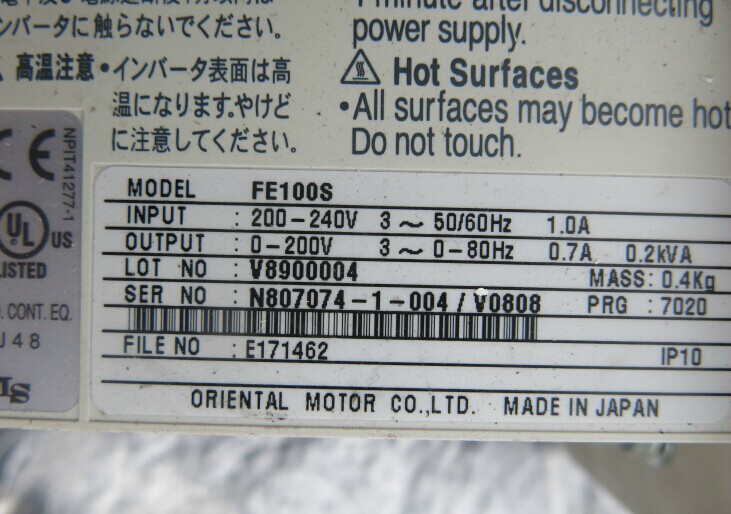 ンバータに触らないでください。
高温注意•インバータ表面は高
温になります。やけど
に注意してください。
1 minute after disconnecting
power supply.
Hot Surfaces
•All surfaces may become hot
Do not touch.
CE
NPIT41277-1
UL US
LISTED
. CONT. EQ.
J48
MODEL FE100S
INPUT : 200-240V 3~ 50/60Hz 1.0A
OUTPUT : 0-200V 3~ 0-80Hz 0.7A 0.2kVA
LOT NO : V8900004 MASS: 0.4Kg
SER NO : N807074-1-004 / V0808 PRG : 7020
FILE NO : E171462 IP10
ORIENTAL MOTOR CO.,LTD. MADE IN JAPAN